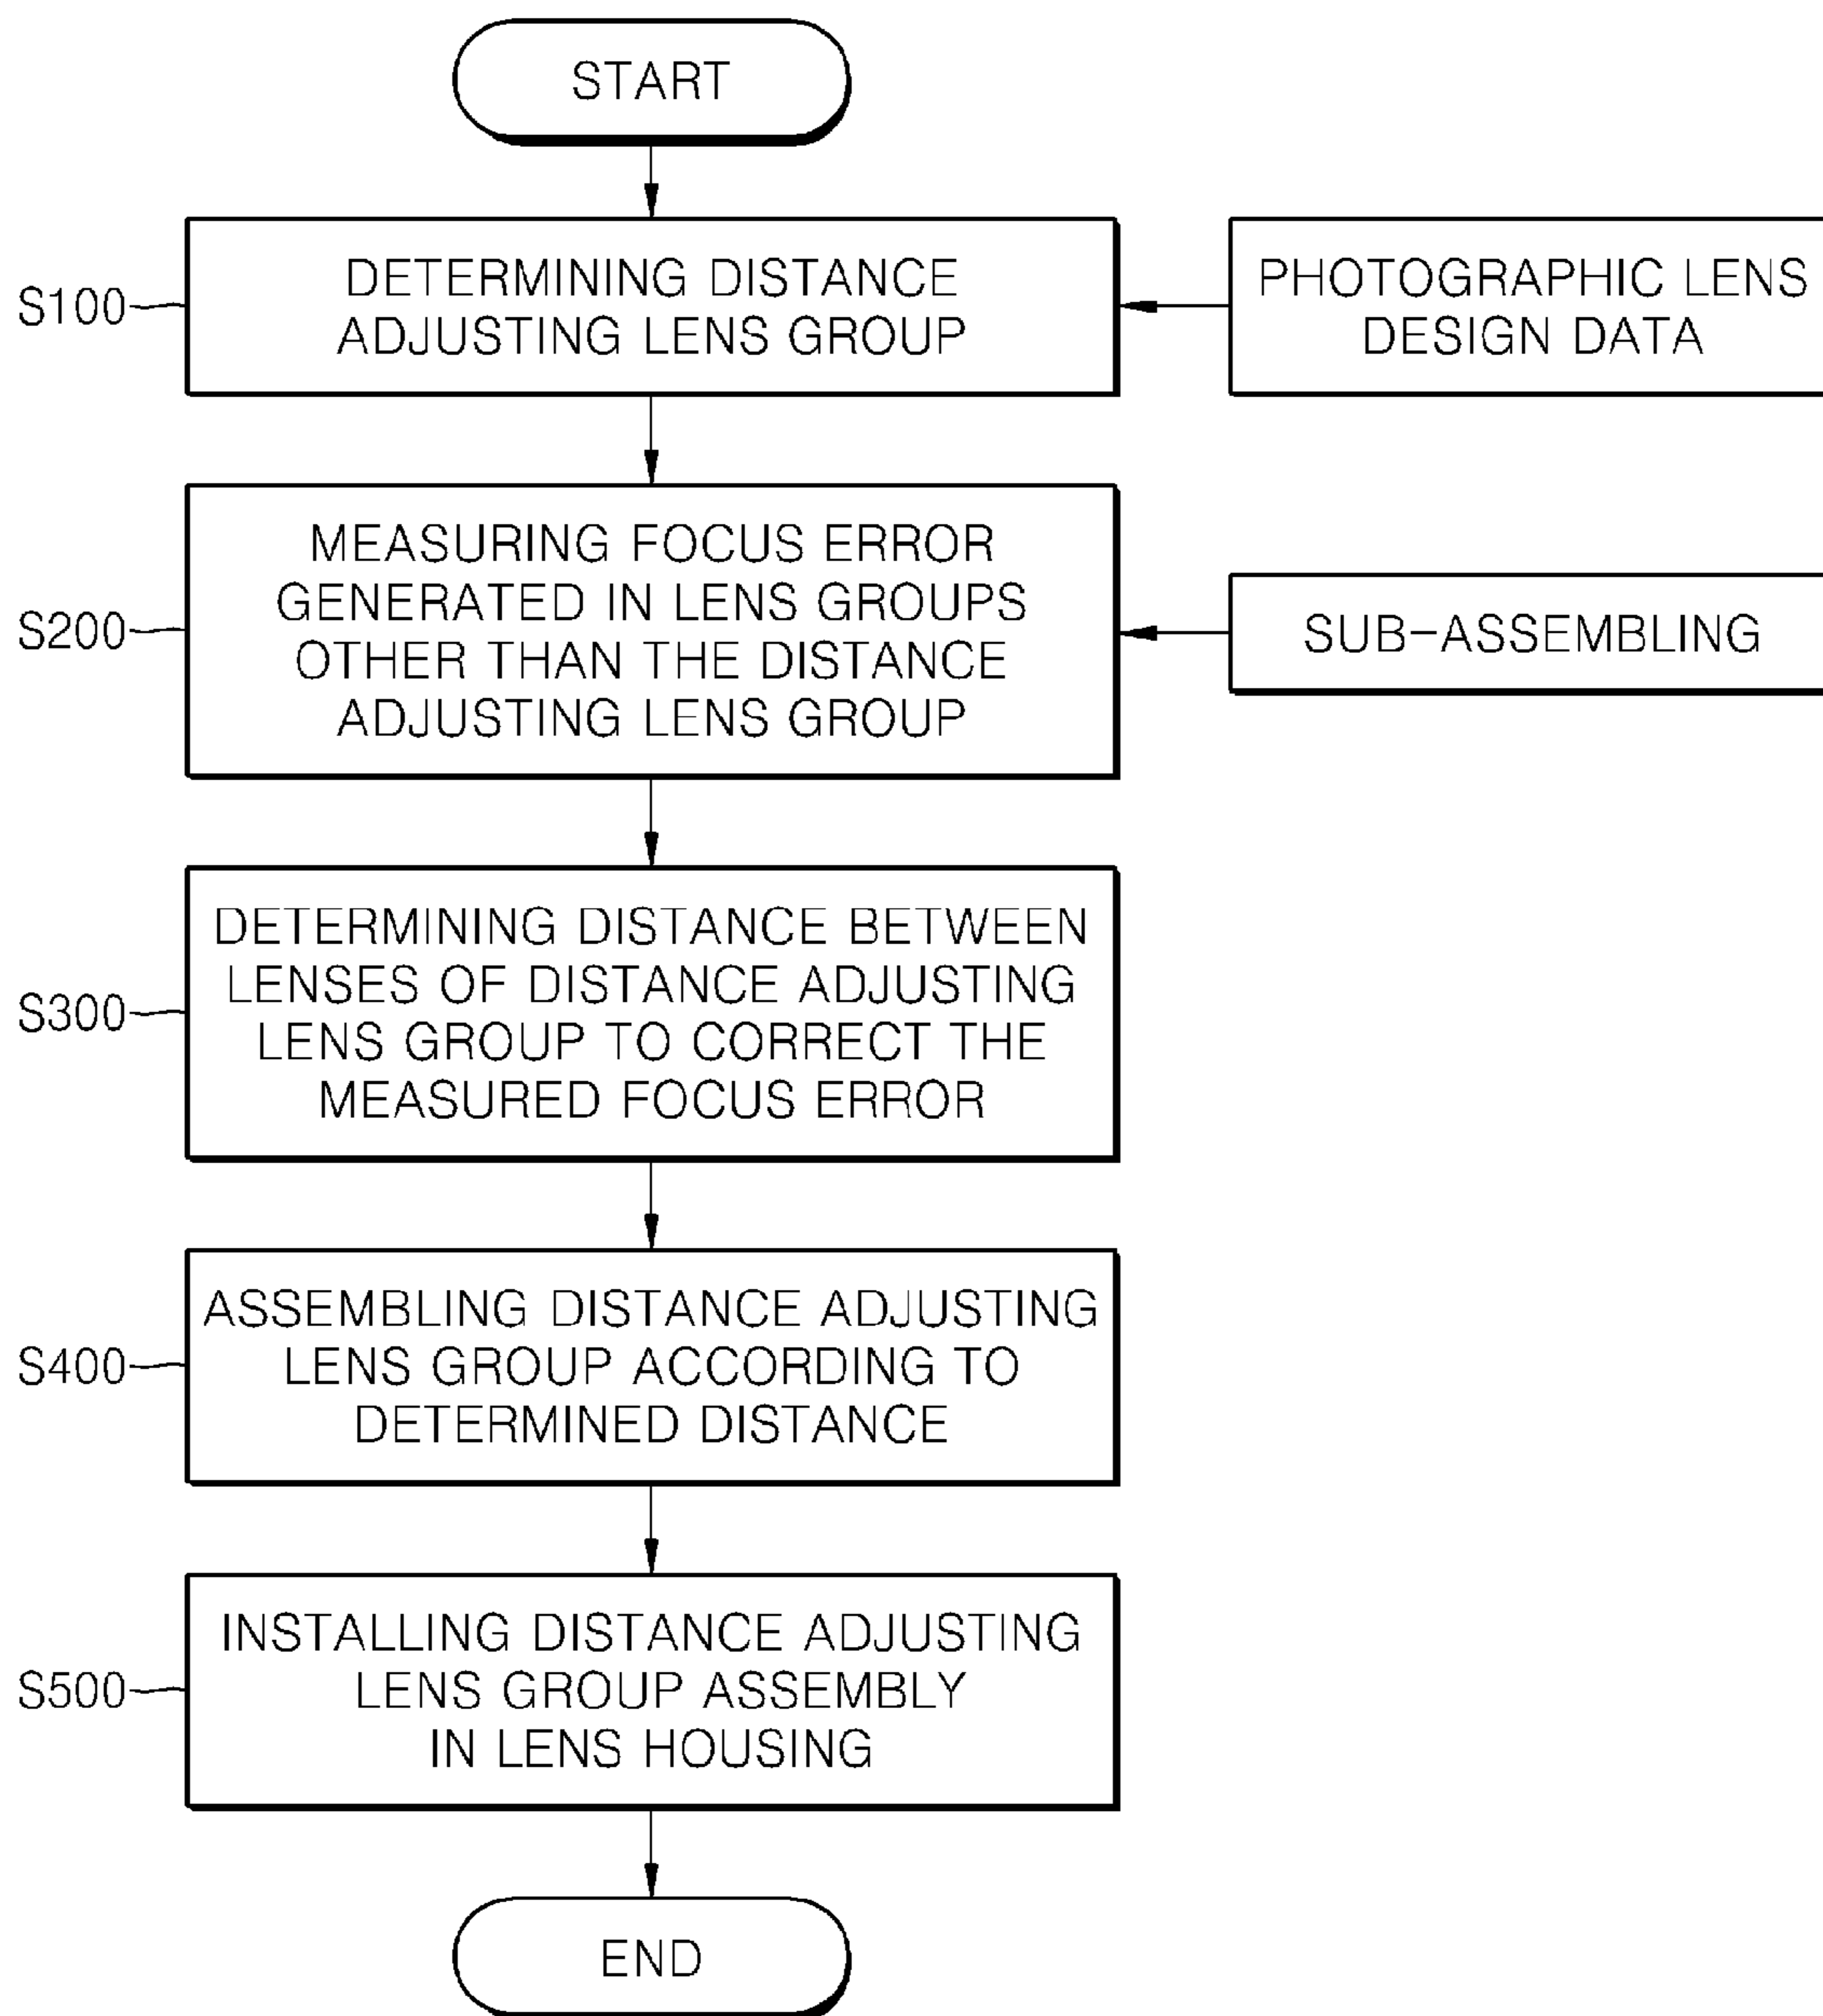 START
S100
DETERMINING DISTANCE
ADJUSTING LENS GROUP
PHOTOGRAPHIC LENS
DESIGN DATA
S200
MEASURING FOCUS ERROR
GENERATED IN LENS GROUPS
OTHER THAN THE DISTANCE
ADJUSTING LENS GROUP
SUB-ASSEMBLING
S300
DETERMINING DISTANCE BETWEEN
LENSES OF DISTANCE ADJUSTING
LENS GROUP TO CORRECT THE
MEASURED FOCUS ERROR
S400
ASSEMBLING DISTANCE ADJUSTING
LENS GROUP ACCORDING TO
DETERMINED DISTANCE
S500
INSTALLING DISTANCE ADJUSTING
LENS GROUP ASSEMBLY
IN LENS HOUSING
END